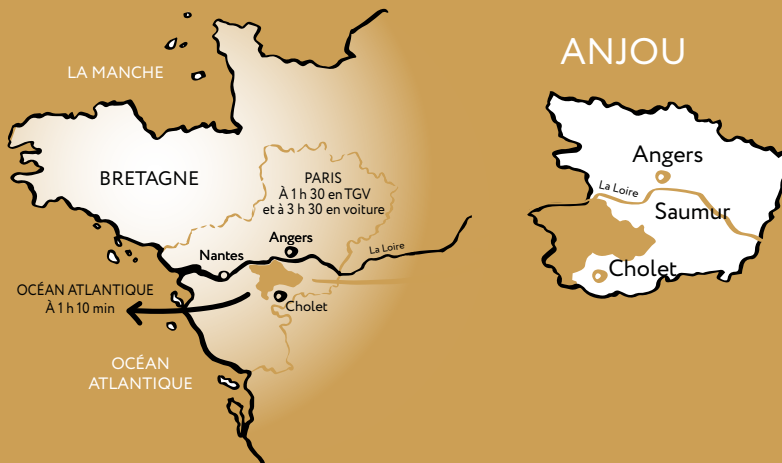 LA MANCHE
BRETAGNE
PARIS
À 1 h 30 en TGV
et à 3 h 30 en voiture
Nantes
Angers
La Loire
OCÉAN ATLANTIQUE
À 1 h 10 min
Cholet
OCÉAN
ATLANTIQUE
ANJOU
Angers
La Loire
Saumur
Cholet